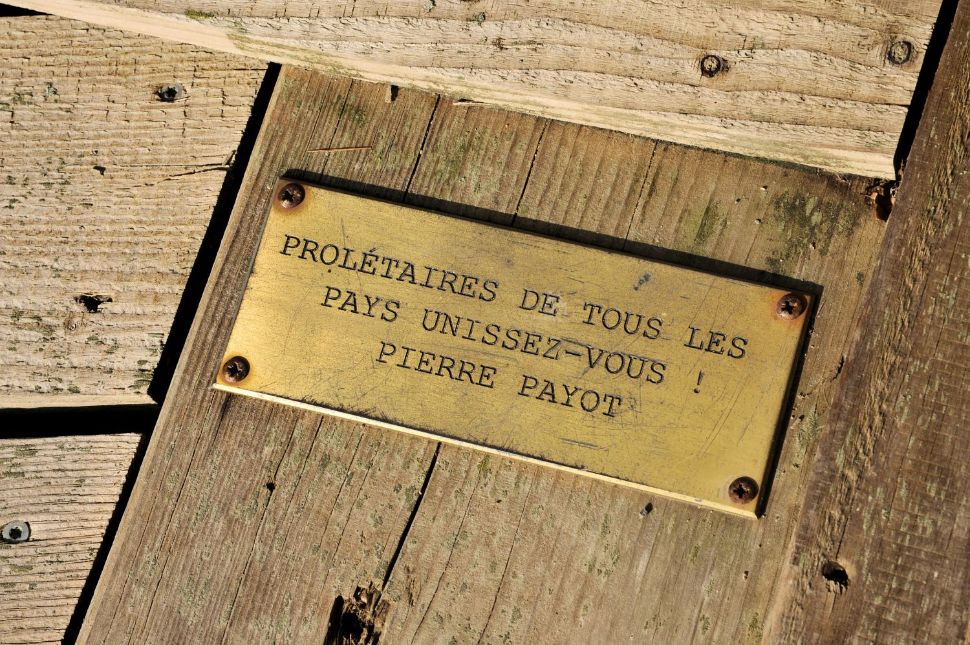 PROLÉTAIRES DE TOUS LES
PAYS UNISSEZ-VOUS !
PIERRE PAYOT